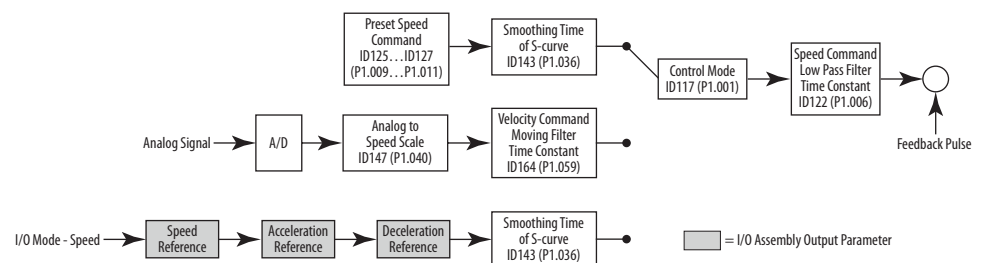 Preset Speed
Command
ID125…ID127
(P1.009…P1.011)
Smoothing Time
of S-curve
ID143 (P1.036)
Control Mode
ID117 (P1.001)
Speed Command
Low Pass Filter
Time Constant
ID122 (P1.006)
Feedback Pulse
Analog Signal
A/D
Analog to
Speed Scale
ID147 (P1.040)
Velocity Command
Moving Filter
Time Constant
ID164 (P1.059)
I/O Mode - Speed
Speed
Reference
Acceleration
Reference
Deceleration
Reference
Smoothing Time
of S-curve
ID143 (P1.036)
= I/O Assembly Output Parameter